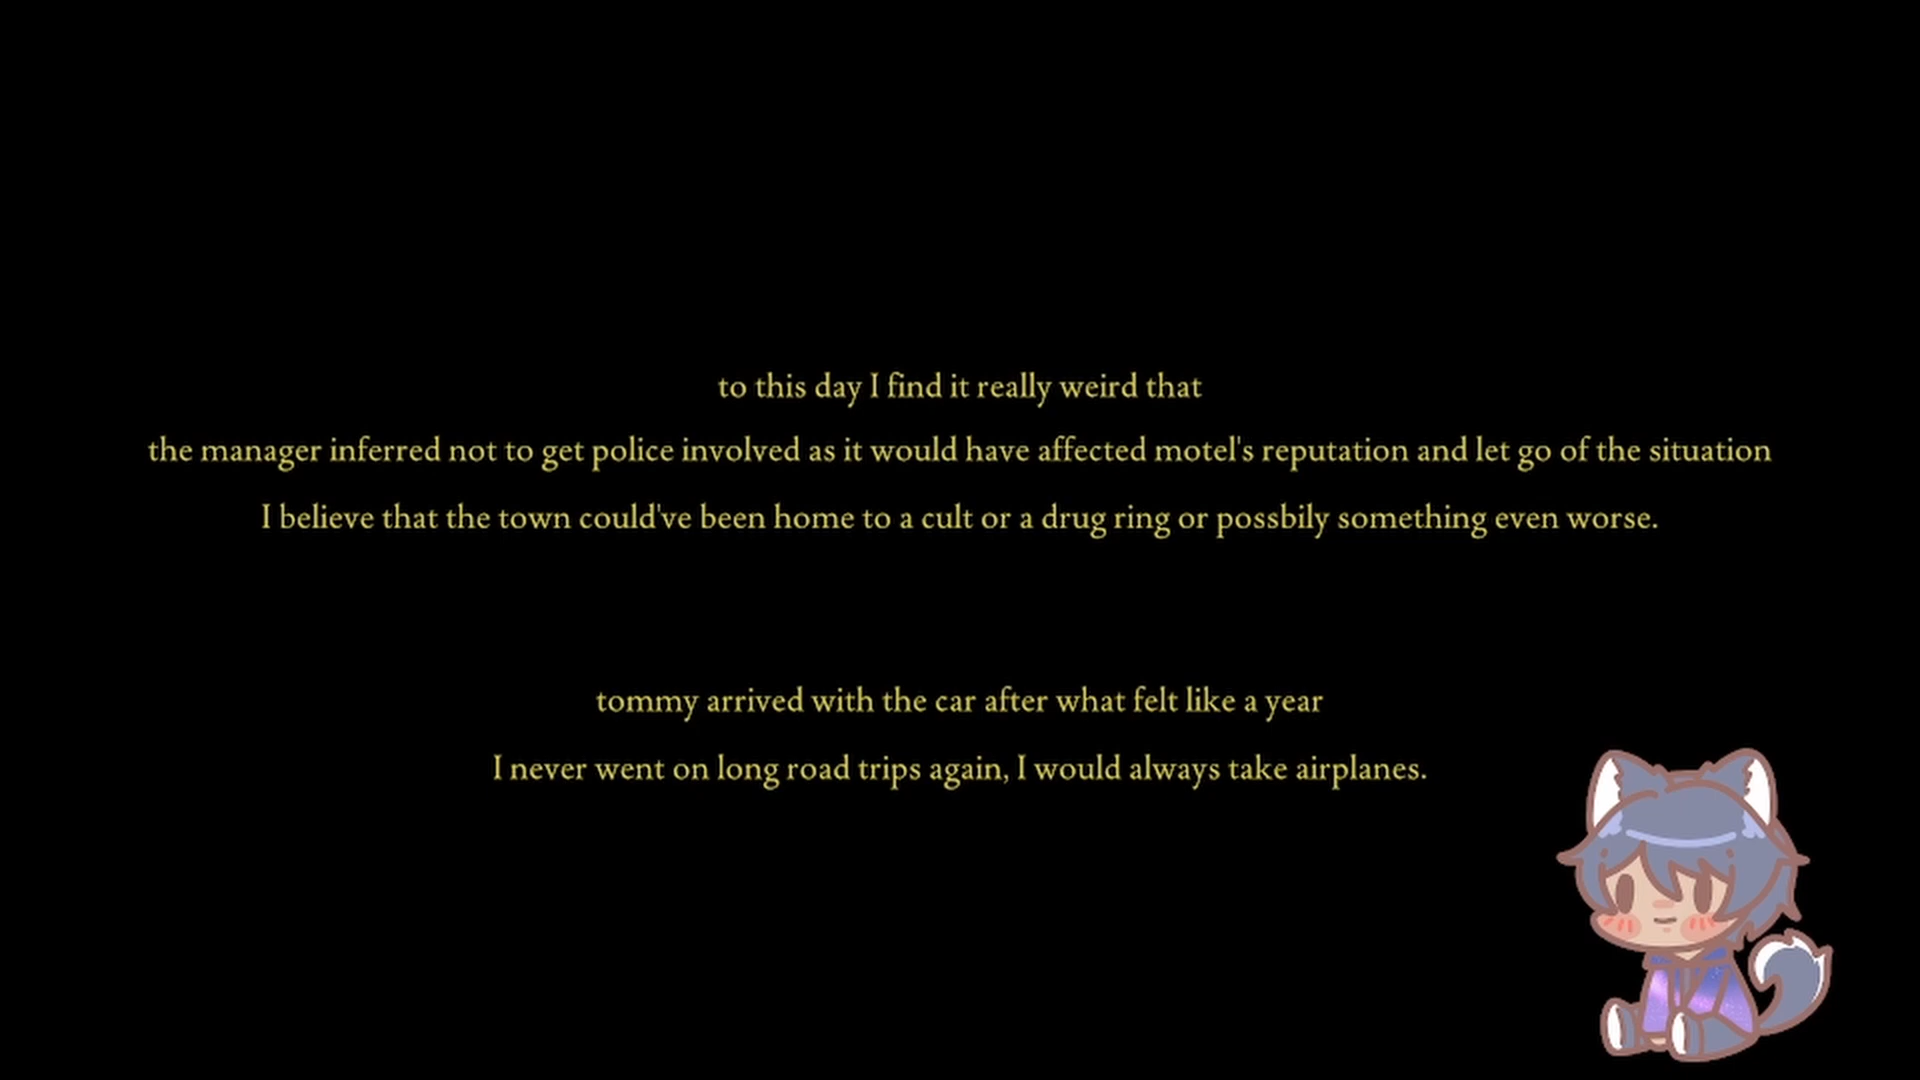 to this day I find it really weird that
the manager inferred not to get police involved as it would have affected motel's reputation and let go of the situation
I believe that the town could've been home to a cult or a drug ring or possbily something even worse.
tommy arrived with the car after what felt like a year
I never went on long road trips again, I would always take airplanes.